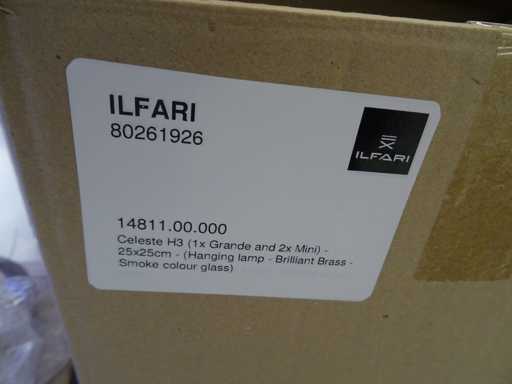 ILFARI
80261926
ILFARI
14811.00.000
Celeste H3 (1x Grande and 2x Mini) -
25x25cm - (Hanging lamp - Brilliant Brass -
Smoke colour glass)